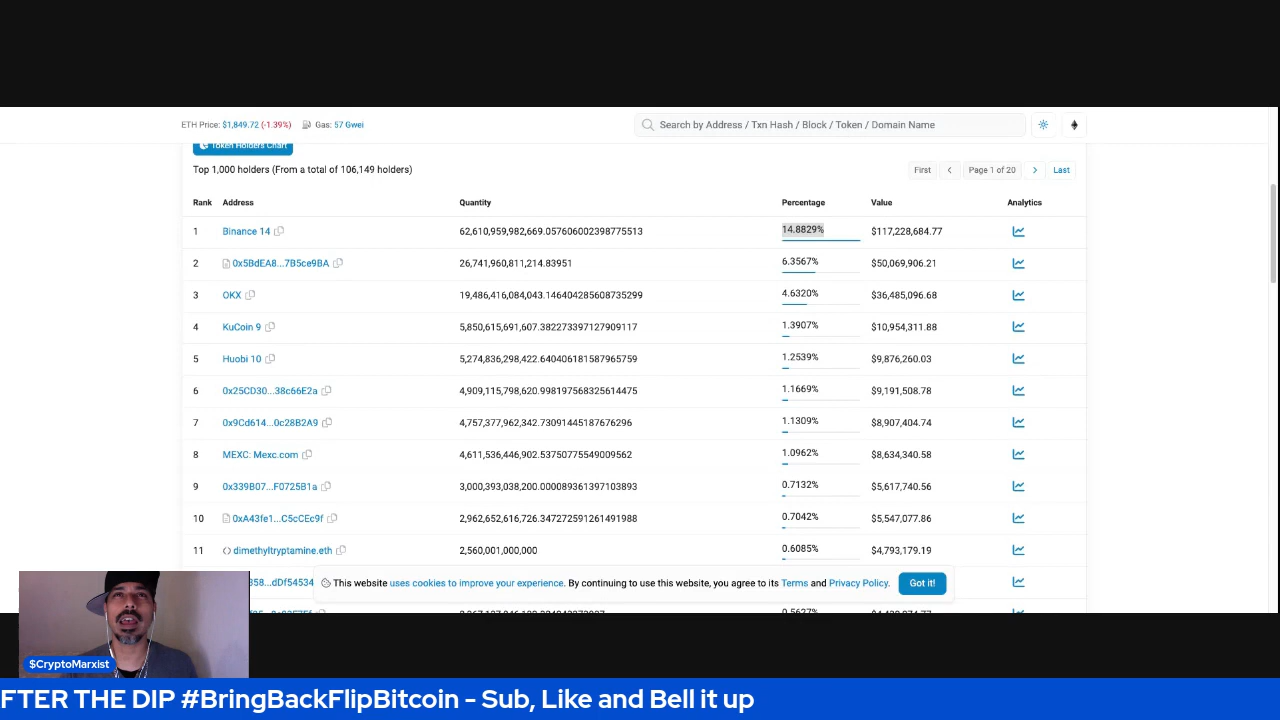 ETH Price: $1,849.72 (-1.39%) Gas: 57 Gwei
Search by Address / Txn Hash / Block / Token / Domain Name
Token Holders Chart
Top 1,000 holders (From a total of 106,149 holders)
First Page 1 of 20 Last
Rank Address Quantity Percentage Value Analytics
1 Binance 14 62,610,959,982,669.057606002398775513 14.8829% $117,228,684.77
2 0x5BdEA8...7B5ce9BA 26,741,960,811,214.83951 6.3567% $50,069,906.21
3 OKX 19,486,416,084,043.146404285608735299 4.6320% $36,485,096.68
4 KuCoin 9 5,850,615,691,607.382273397127909117 1.3907% $10,954,311.88
5 Huobi 10 5,274,836,298,422.640406181587965759 1.2539% $9,876,260.03
6 0x25CD30...38c66E2a 4,909,115,798,620.998197568325614475 1.1669% $9,191,508.78
7 0x9Cd614...0c28B2A9 4,757,377,962,342.73091445187676296 1.1309% $8,907,404.74
8 MEXC: Mexc.com 4,611,536,446,902.53750775549009562 1.0962% $8,634,340.58
9 0x339B07...F0725B1a 3,000,393,038,200.000089361397103893 0.7132% $5,617,740.56
10 0xA43fe1...C5cCEc9f 2,962,652,616,726.347272591261491988 0.7042% $5,547,077.86
11 dimethyltryptamine.eth 2,560,001,000,000 0.6085% $4,793,179.19
358...dDf54534
This website uses cookies to improve your experience. By continuing to use this website, you agree to its Terms and Privacy Policy. Got it!
$CryptoMarxist
FTER THE DIP #BringBackFlipBitcoin - Sub, Like and Bell it up